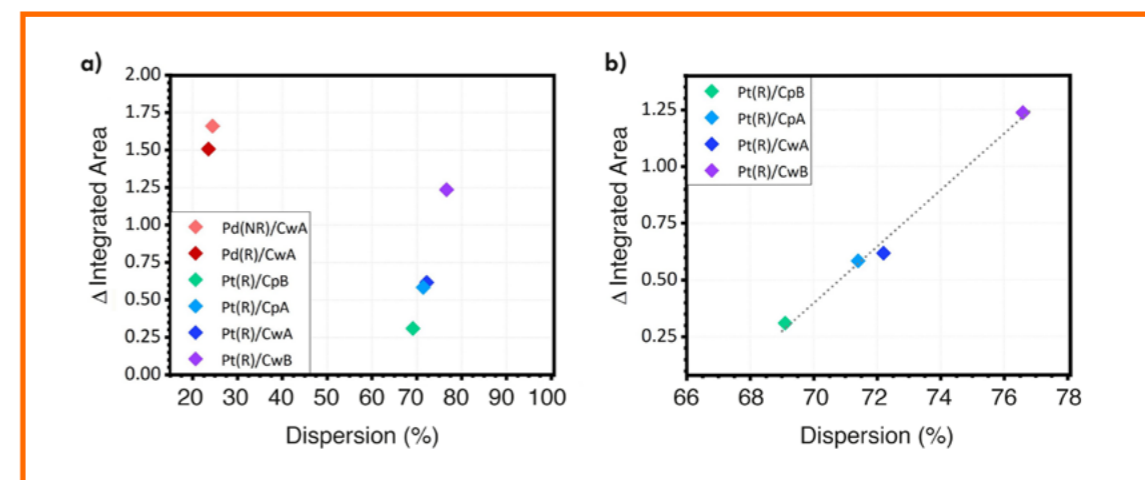 a)
Δ Integrated Area
2.00
1.75
1.50
1.25
1.00
0.75
0.50
0.25
0.00
Pd(NR)/CwA
Pd(R)/CwA
Pt(R)/CpB
Pt(R)/CpA
Pt(R)/CwA
Pt(R)/CwB
20 30 40 50 60 70 80 90 100
Dispersion (%)
b)
Δ Integrated Area
1.25
1.00
0.75
0.50
0.25
Pt(R)/CpB
Pt(R)/CpA
Pt(R)/CwA
Pt(R)/CwB
66 68 70 72 74 76 78
Dispersion (%)